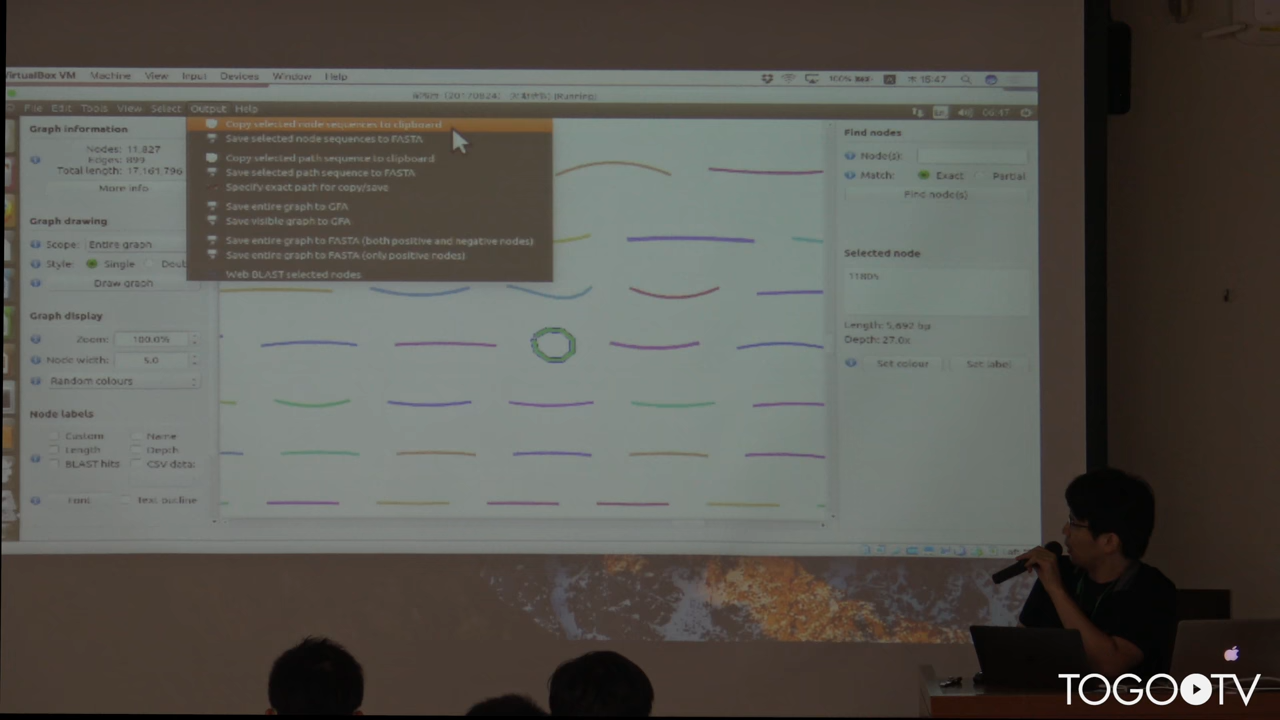 VirtualBox VM Machine View Input Devices Window Help
100%
15:47
(Running)
File Edit Tools View Select Output Help
06:47
Graph information
Nodes: 11,827
Edges: 899
Total length: 17,161,796
More info
Graph drawing
Scope: Entire graph
Style: Single
Draw graph
Graph display
Zoom: 100.0%
Node width: 5.0
Random colours
Node labels
Custom Name
Length Depth
BLAST hits CSV data:
Font Text outline
Copy selected node sequences to clipboard
Save selected node sequences to FASTA
Copy selected path sequence to clipboard
Save selected path sequence to FASTA
Specify exact path for copy/save
Save entire graph to GFA
Save visible graph to GFA
Save entire graph to FASTA (both positive and negative nodes)
Save entire graph to FASTA (only positive nodes)
Web BLAST selected nodes
Find nodes
Node(s):
Match: Exact Partial
Find node(s)
Selected node
Length: 5,892 bp
Depth: 27.0x
Set colour Set label
TOGO TV